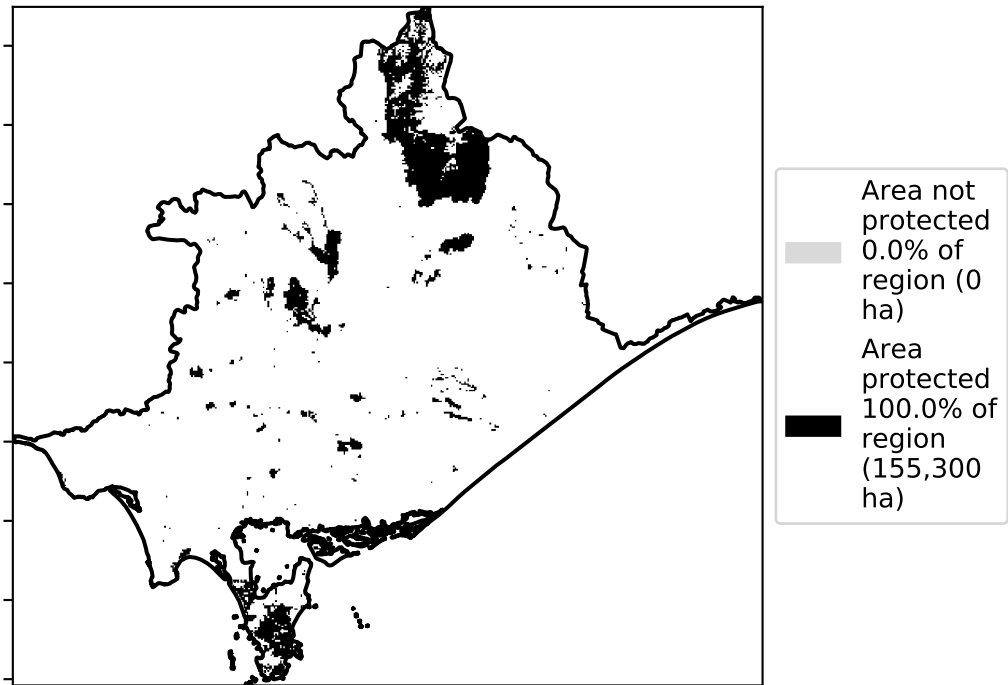 Area not
protected
0.0% of
region (0
ha)
Area
protected
100.0% of
region
(155,300
ha)